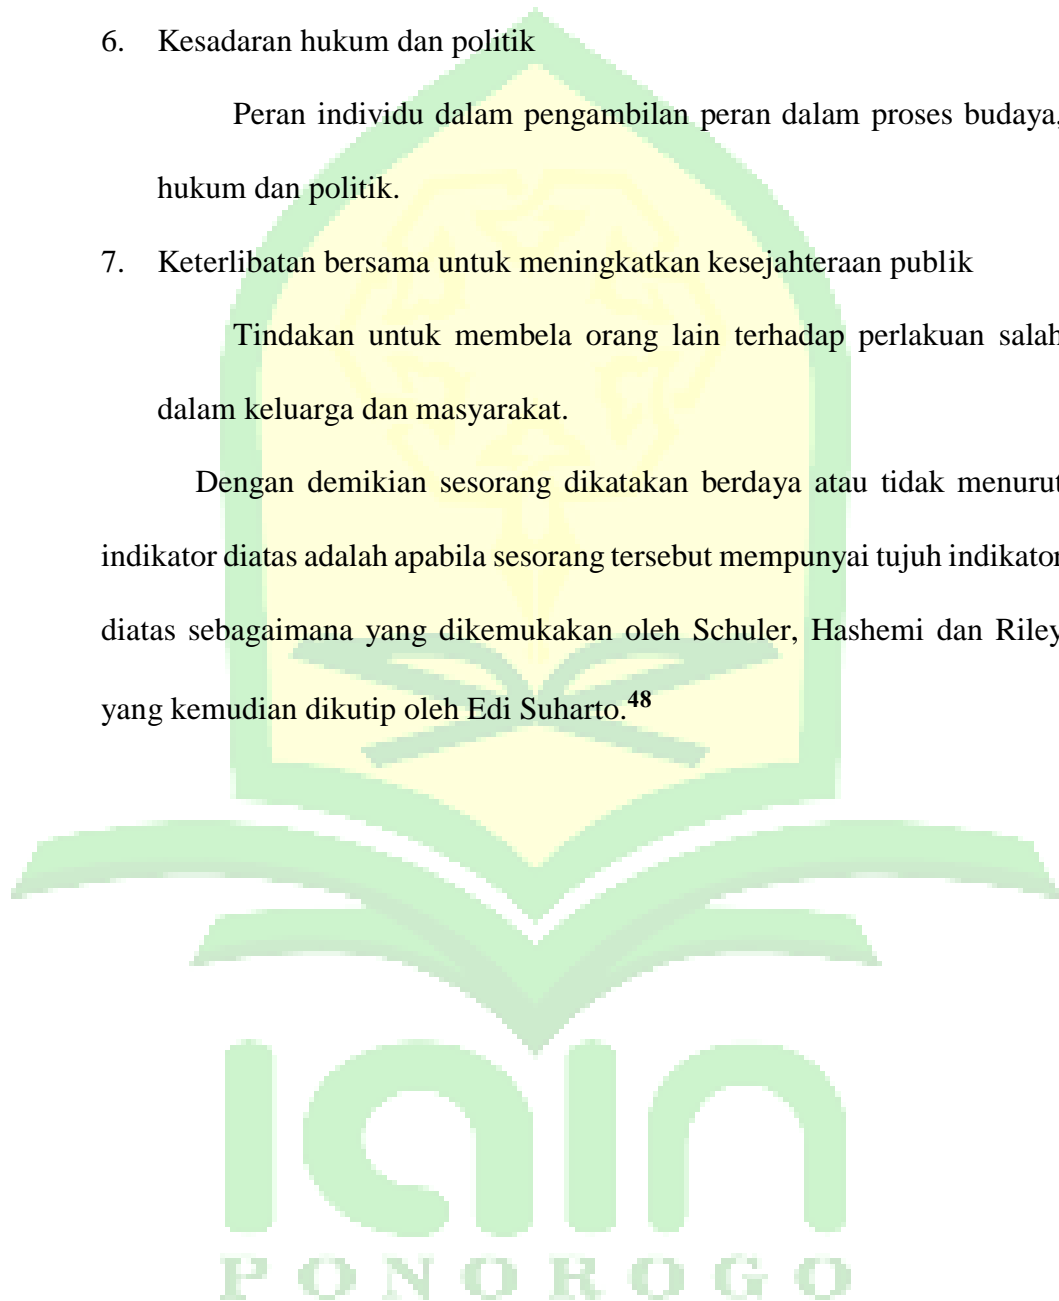 6. Kesadaran hukum dan politik
Peran individu dalam pengambilan peran dalam proses budaya,
hukum dan politik.
7. Keterlibatan bersama untuk meningkatkan kesejahteraan publik
Tindakan untuk membela orang lain terhadap perlakuan salah
dalam keluarga dan masyarakat.
Dengan demikian sesorang dikatakan berdaya atau tidak menurut
indikator diatas adalah apabila sesorang tersebut mempunyai tujuh indikator
diatas sebagaimana yang dikemukakan oleh Schuler, Hashemi dan Riley
yang kemudian dikutip oleh Edi Suharto.48
iain
PONOROGO